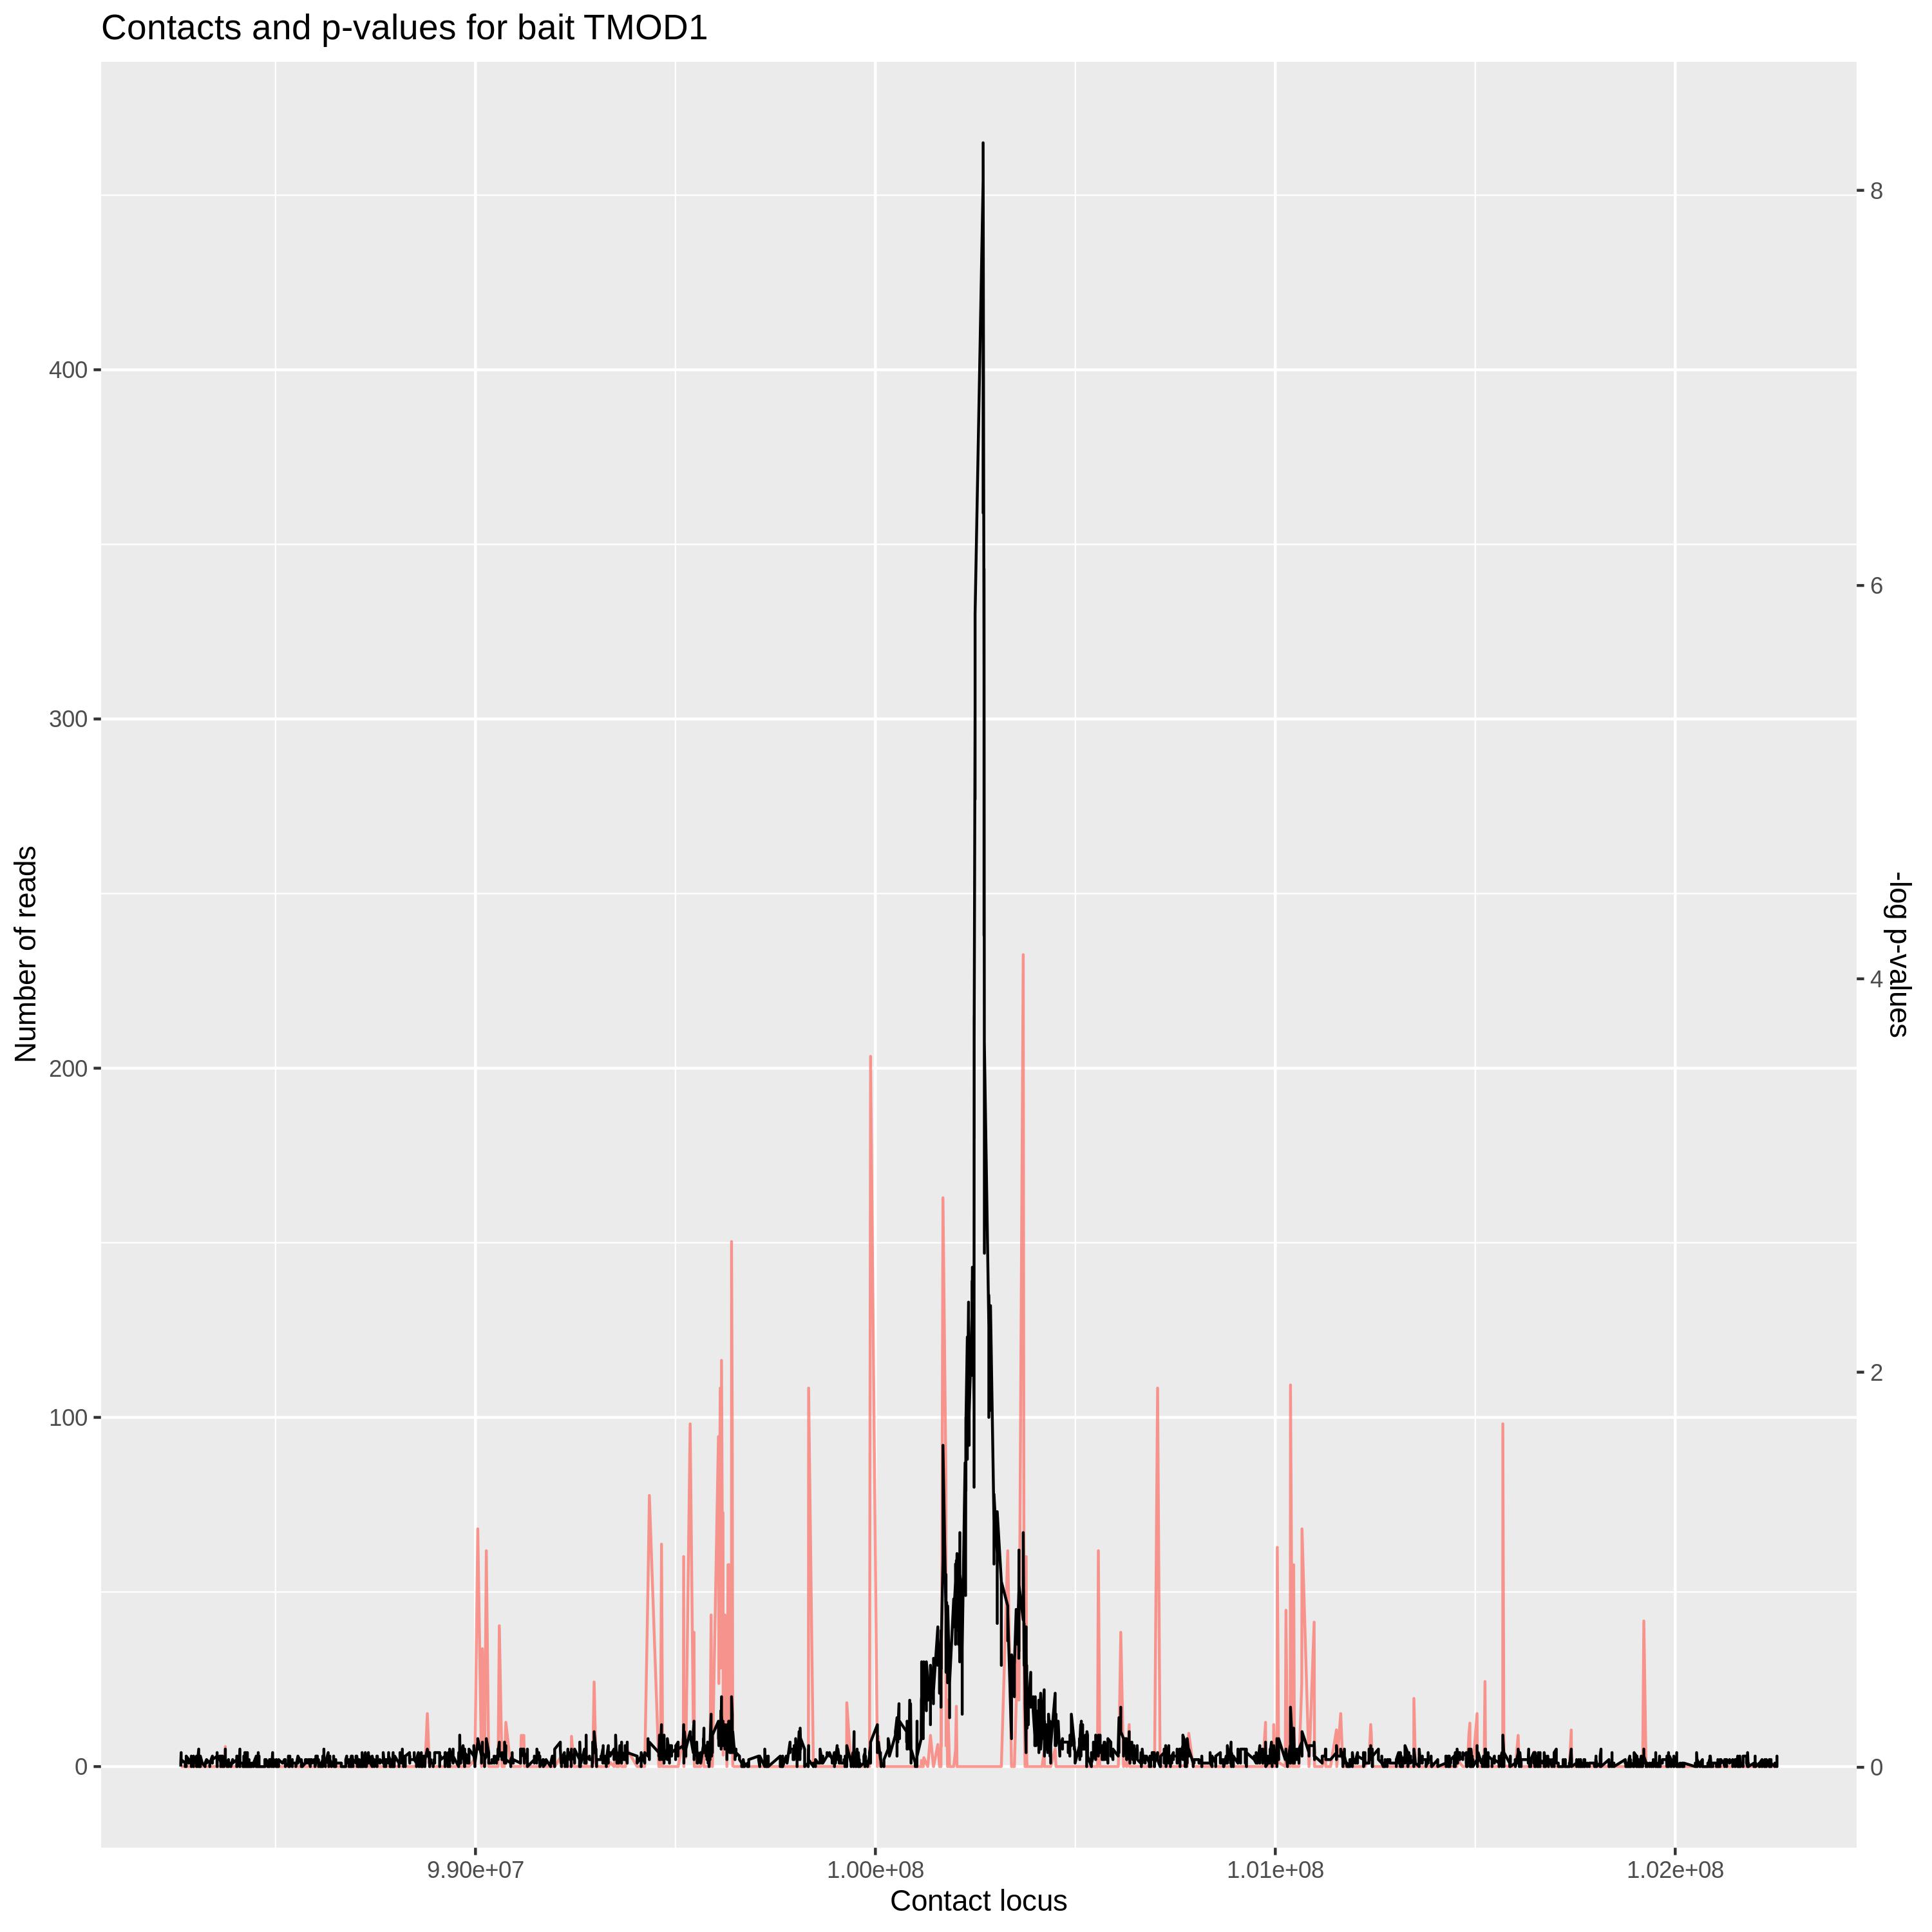 Contacts and p-values for bait TMOD1
Number of reads
400
300
200
100
0
8
6
4
2
0
-log p-values
9.90e+07
1.00e+08
1.01e+08
1.02e+08
Contact locus